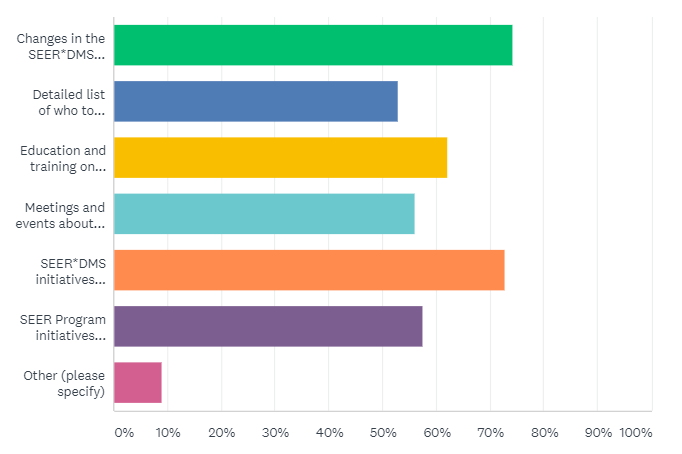 Changes in the
SEER*DMS...
Detailed list
of who to...
Education and
training on...
Meetings and
events about...
SEER*DMS
initiatives...
SEER Program
initiatives...
Other (please
specify)
0% 10% 20% 30% 40% 50% 60% 70% 80% 90% 100%